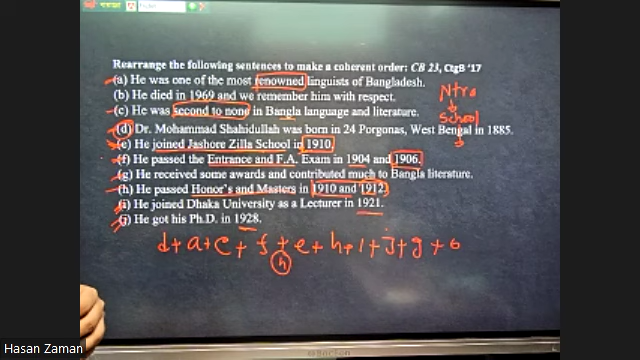 Rearrange the following sentences to make a coherent order: CB 23, CtgB '17
(a) He was one of the most renowned linguists of Bangladesh.
(b) He died in 1969 and we remember him with respect.
(c) He was second to none in Bangla language and literature.
(d) Dr. Mohammad Shahidullah was born in 24 Porgonas, West Bengal in 1885.
(e) He joined Jashore Zilla School in 1910.
(f) He passed the Entrance and F.A. Exam in 1904 and 1906.
(g) He received some awards and contributed much to Bangla literature.
(h) He passed Honor's and Masters in 1910 and 1912.
(i) He joined Dhaka University as a Lecturer in 1921.
(j) He got his Ph.D. in 1928.
Ntro
School
d+a+c+f+e+h+i+j+g+b
h
Hasan Zaman